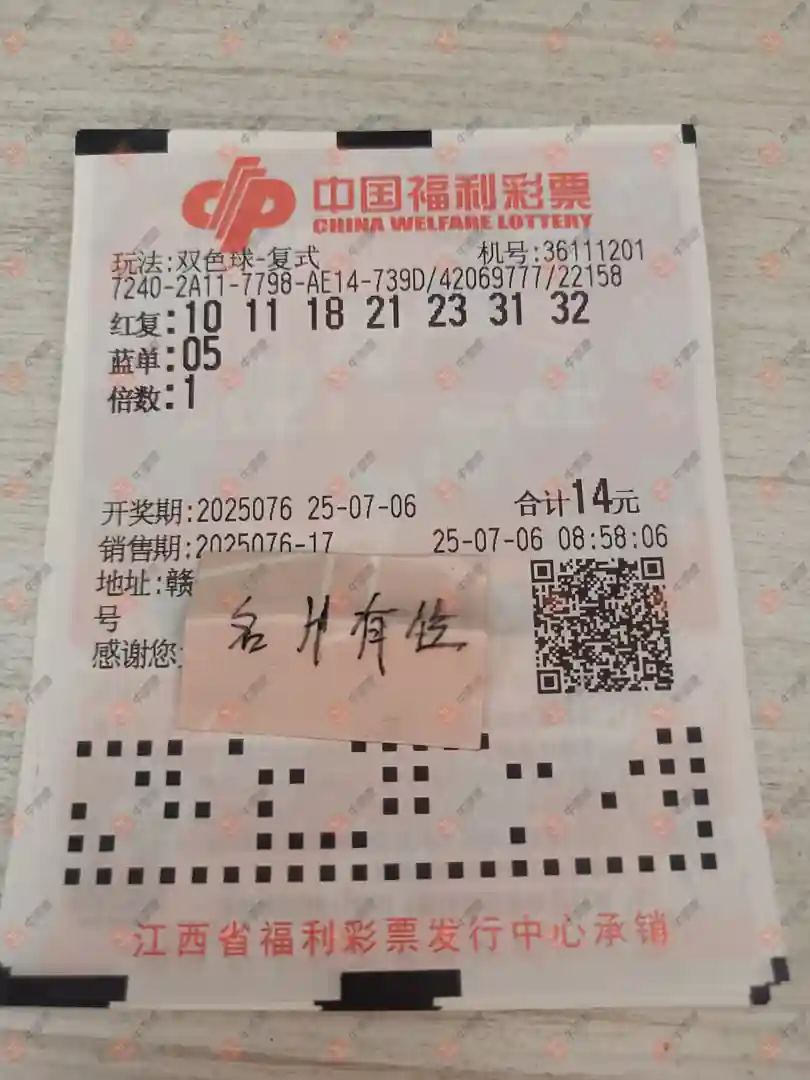 中国福利彩票
CHINA WELFARE LOTTERY
玩法:双色球-复式 机号:36111201
7240-2A11-7798-AE14-739D/42069777/22158
红复:10 11 18 21 23 31 32
蓝单:05
倍数:1
开奖期:2025076 25-07-06 合计14元
销售期:2025076-17 25-07-06 08:58:06
地址:赣
号
感谢您
名片有位
江西省福利彩票发行中心承销